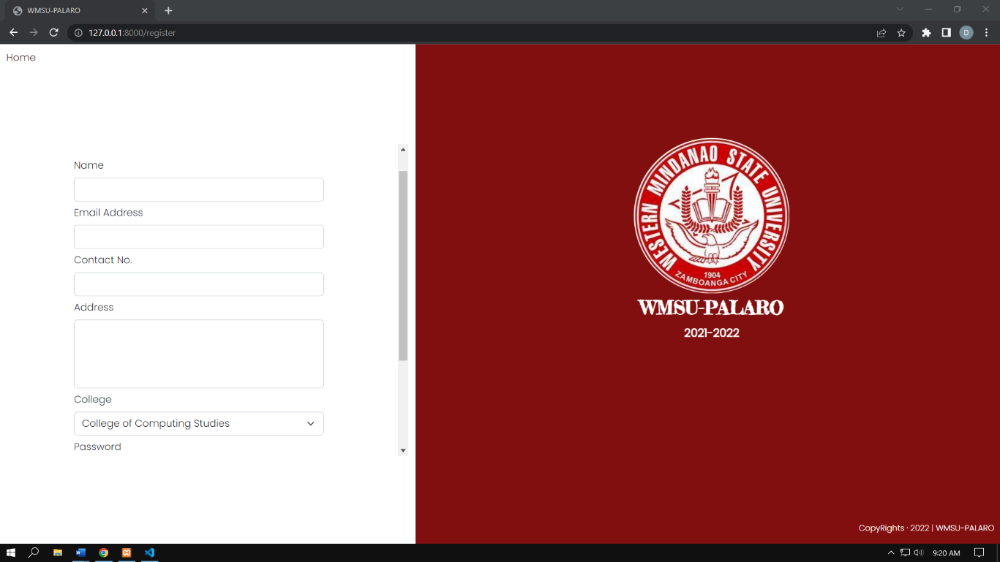 WMSU-PALARO
127.0.0.1:8000/register
D
Home
Name
Email Address
Contact No.
Address
College
College of Computing Studies
Password
WESTERN MINDANAO STATE UNIVERSITY
1904
ZAMBOANGA CITY
WMSU-PALARO
2021-2022
CopyRights · 2022 | WMSU-PALARO
9:20 AM